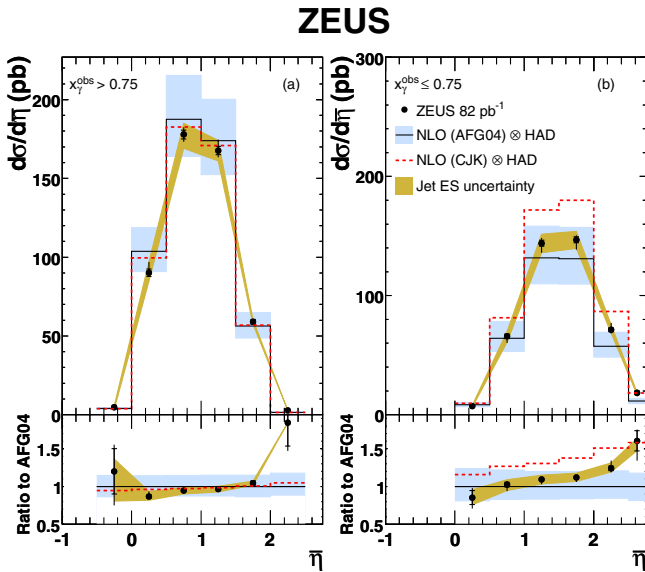 ZEUS
dσ/dη̅ (pb)
200
150
100
50
0
x_γ^obs > 0.75
(a)
dσ/dη̅ (pb)
300
200
100
0
x_γ^obs ≤ 0.75
(b)
ZEUS 82 pb⁻¹
NLO (AFG04) ⊗ HAD
NLO (CJK) ⊗ HAD
Jet ES uncertainty
Ratio to AFG04
1.5
1
0.5
-1 0 1 2
η̅
Ratio to AFG04
1.5
1
0.5
-1 0 1 2
η̅